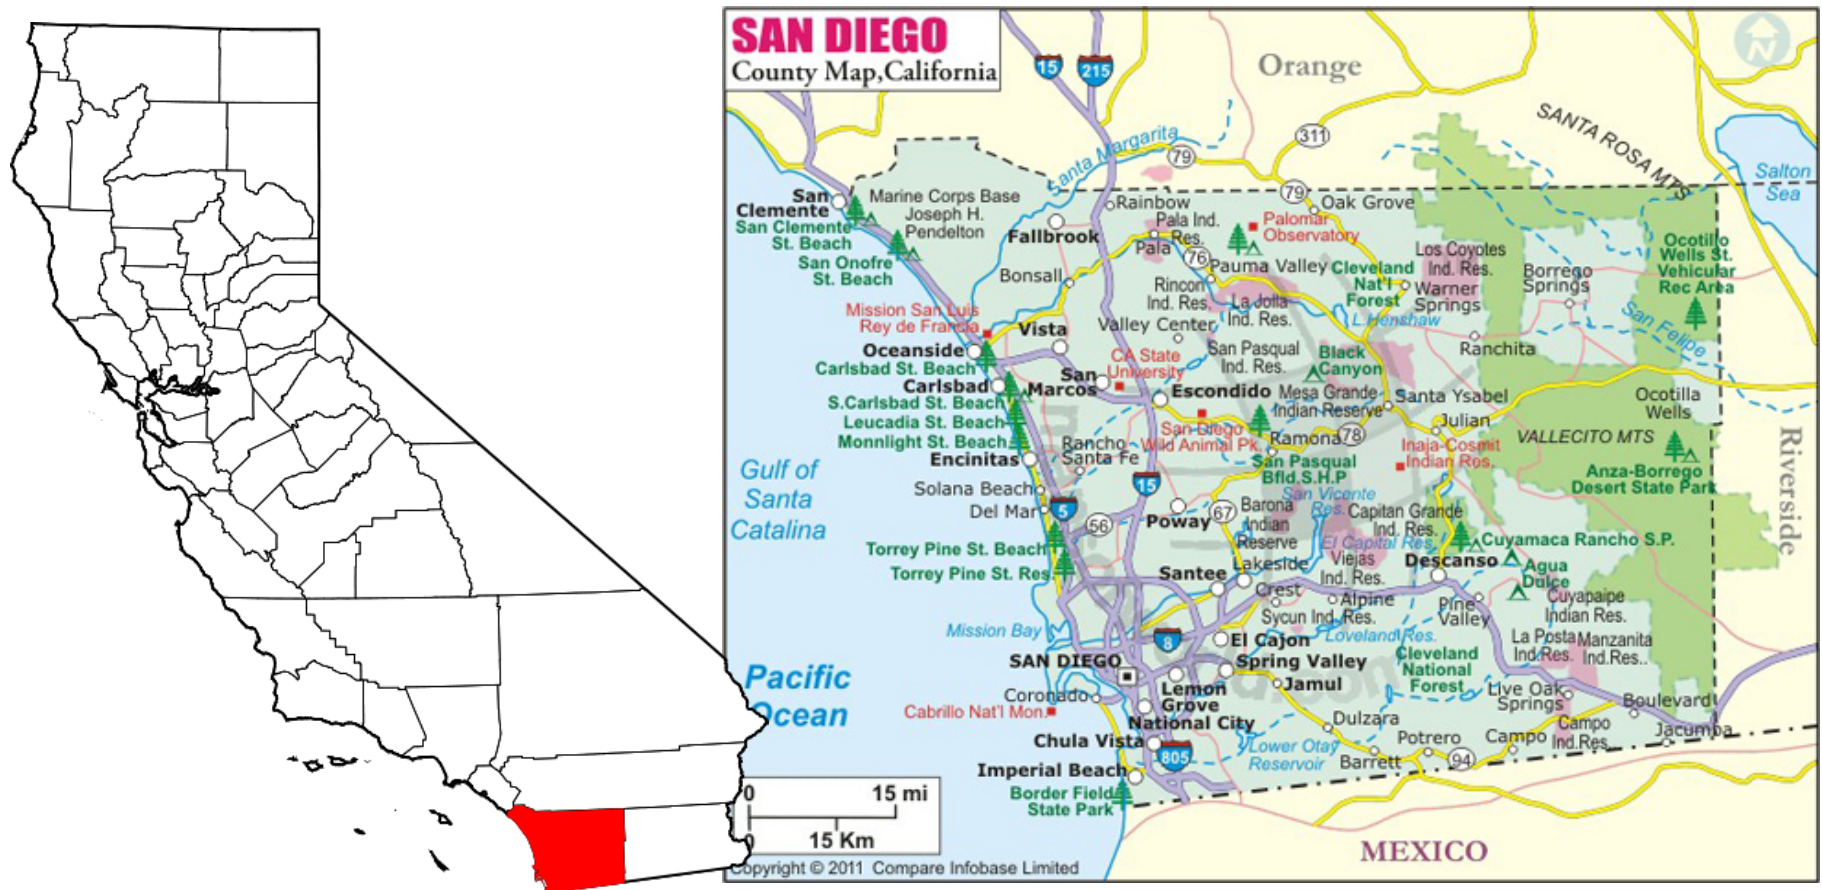 SAN DIEGO
County Map,California
15
215
Orange
N
311
SANTA ROSA MTS
79
Santa Margarita
79
Salton
Sea
San
Clemente
Marine Corps Base
Joseph H.
Pendelton
San Clemente
St. Beach
San Onofre
St. Beach
Rainbow
Fallbrook
Pala Ind.
Res.
Pala
76
Palomar
Observatory
Oak Grove
Pauma Valley
Cleveland
Nat'l
Forest
Los Coyotes
Ind. Res.
Warner
Springs
Borrego
Springs
Ocotillo
Wells St.
Vehicular
Rec Area
Bonsall
Rincon
Ind. Res.
La Jolla
Ind. Res.
L Henshaw
San Felipe
Mission San Luis
Rey de Francia
Vista
Valley Center
Ranchita
Oceanside
Carlsbad St. Beach
CA State
University
San Pasqual
Ind. Res.
Black
Canyon
Carlsbad
San
Marcos
Escondido
Mesa Grande
Indian Reserve
Santa Ysabel
Ocotilla
Wells
S.Carlsbad St. Beach
Leucadia St. Beach
Monnlight St. Beach
San Diego
Wild Animal Pk.
Ramona
78
Julian
Inaja-Cosmit
Indian Res.
VALLECITO MTS
Riverside
Encinitas
Rancho
Santa Fe
San Pasqual
Bfld.S.H.P
Anza-Borrego
Desert State Park
Gulf of
Santa
Catalina
Solana Beach
Del Mar
5
15
56
Poway
67
Barona
Indian
Reserve
San Vicente
Res.
Capitan Grande
Ind. Res.
El Capital Res.
Cuyamaca Rancho S.P.
Torrey Pine St. Beach
Torrey Pine St. Res.
Santee
Lakeside
Viejas
Ind. Res.
Descanso
Agua
Dulce
Crest
Alpine
Sycun Ind. Res.
Pine
Valley
Cuyapaipe
Indian Res.
Mission Bay
8
El Cajon
Loveland Res.
La Posta
Ind.Res.
Manzanita
Ind.Res..
SAN DIEGO
Spring Valley
Cleveland
National
Forest
Pacific
Ocean
Coronado
Lemon
Grove
Jamul
Live Oak
Springs
Boulevard
Cabrillo Nat'l Mon.
National City
Dulzara
Campo
Ind.Res.
Jacumba
Chula Vista
805
Lower Otay
Reservoir
Barrett
Potrero
94
Campo
Imperial Beach
Border Field
State Park
0 15 mi
0 15 Km
MEXICO
Copyright © 2011 Compare Infobase Limited